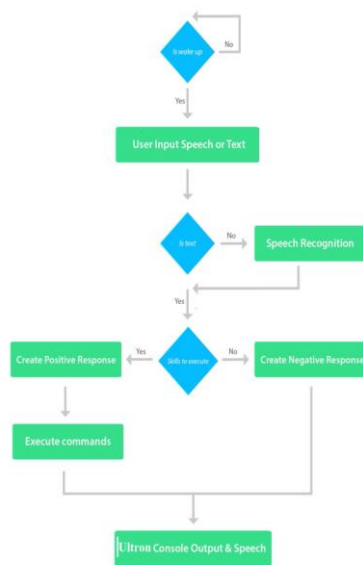 Is wake up
No
Yes
User Input Speech or Text
Is text
No
Speech Recognition
Yes
Yes
Skills to execute
No
Create Positive Response
Create Negative Response
Execute commands
Ultron Console Output & Speech